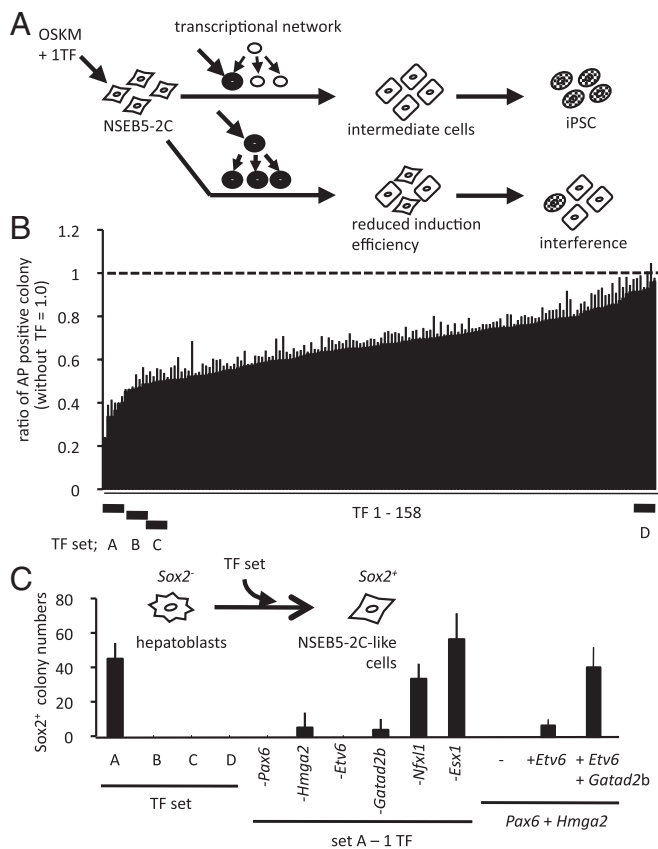 A
OSKM
+ 1TF
transcriptional network
NSEB5-2C
intermediate cells
iPSC
reduced induction
efficiency
interference
B
ratio of AP positive colony
(without TF = 1.0)
1.2
1
0.8
0.6
0.4
0.2
0
TF 1 - 158
TF set; A B C
D
C
Sox2⁺ colony numbers
80
60
40
20
0
Sox2⁻
TF set
Sox2⁺
hepatoblasts
NSEB5-2C-like
cells
A B C D
-Pax6
-Hmga2
-Etv6
-Gatad2b
-Nfxl1
-Esx1
- +Etv6 + Etv6
+ Gatad2b
TF set
set A – 1 TF
Pax6 + Hmga2